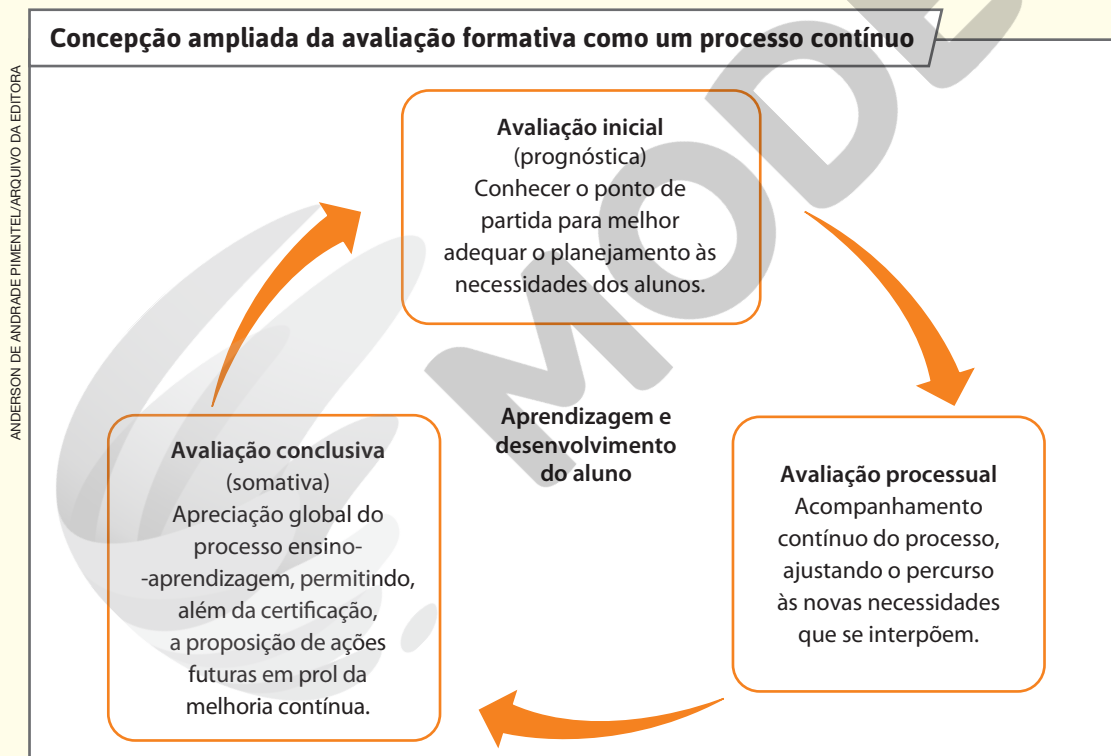 Concepção ampliada da avaliação formativa como um processo contínuo
ANDERSON DE ANDRADE PIMENTEL/ARQUIVO DA EDITORA
Avaliação inicial
(prognóstica)
Conhecer o ponto de
partida para melhor
adequar o planejamento às
necessidades dos alunos.
Aprendizagem e
desenvolvimento
do aluno
Avaliação processual
Acompanhamento
contínuo do processo,
ajustando o percurso
às novas necessidades
que se interpõem.
Avaliação conclusiva
(somativa)
Apreciação global do
processo ensino-
-aprendizagem, permitindo,
além da certificação,
a proposição de ações
futuras em prol da
melhoria contínua.
MODE